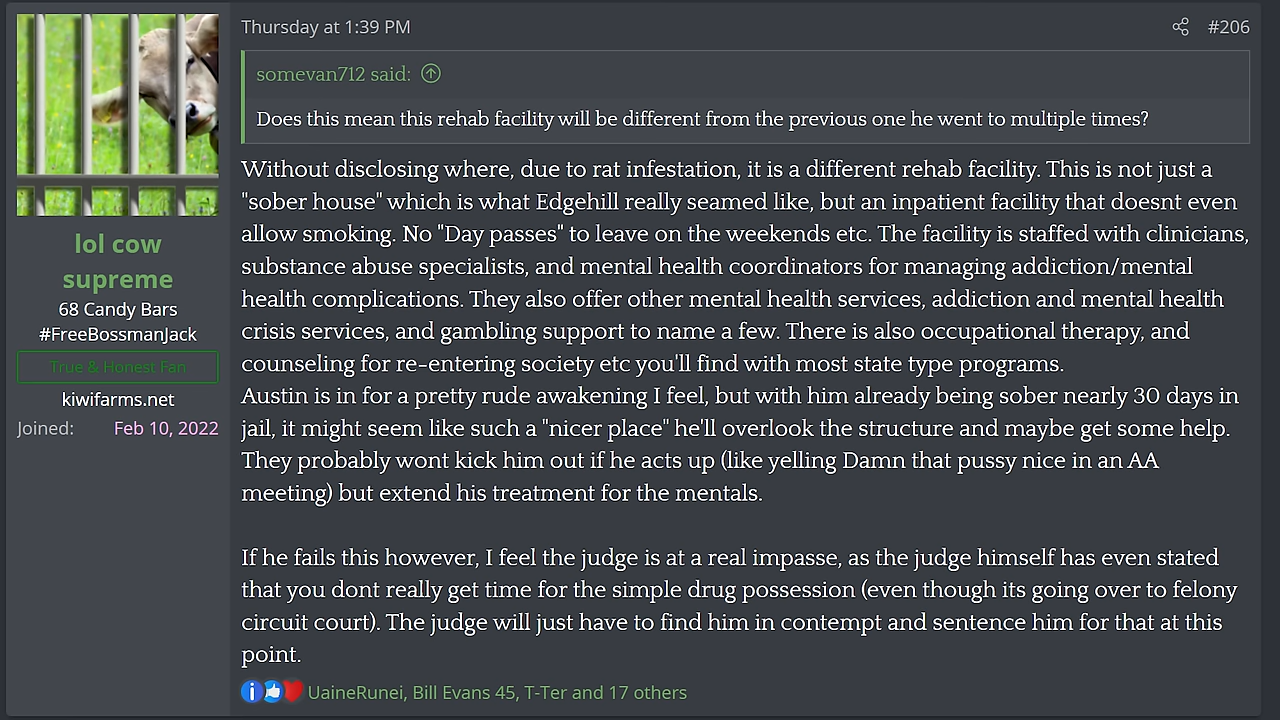 Thursday at 1:39 PM
#206
somevan712 said:
Does this mean this rehab facility will be different from the previous one he went to multiple times?
lol cow
supreme
68 Candy Bars
#FreeBossmanJack
True & Honest Fan
kiwifarms.net
Joined: Feb 10, 2022
Without disclosing where, due to rat infestation, it is a different rehab facility. This is not just a
"sober house" which is what Edgehill really seamed like, but an inpatient facility that doesnt even
allow smoking. No "Day passes" to leave on the weekends etc. The facility is staffed with clinicians,
substance abuse specialists, and mental health coordinators for managing addiction/mental
health complications. They also offer other mental health services, addiction and mental health
crisis services, and gambling support to name a few. There is also occupational therapy, and
counseling for re-entering society etc you'll find with most state type programs.
Austin is in for a pretty rude awakening I feel, but with him already being sober nearly 30 days in
jail, it might seem like such a "nicer place" he'll overlook the structure and maybe get some help.
They probably wont kick him out if he acts up (like yelling Damn that pussy nice in an AA
meeting) but extend his treatment for the mentals.
If he fails this however, I feel the judge is at a real impasse, as the judge himself has even stated
that you dont really get time for the simple drug possession (even though its going over to felony
circuit court). The judge will just have to find him in contempt and sentence him for that at this
point.
UaineRunei, Bill Evans 45, T-Ter and 17 others